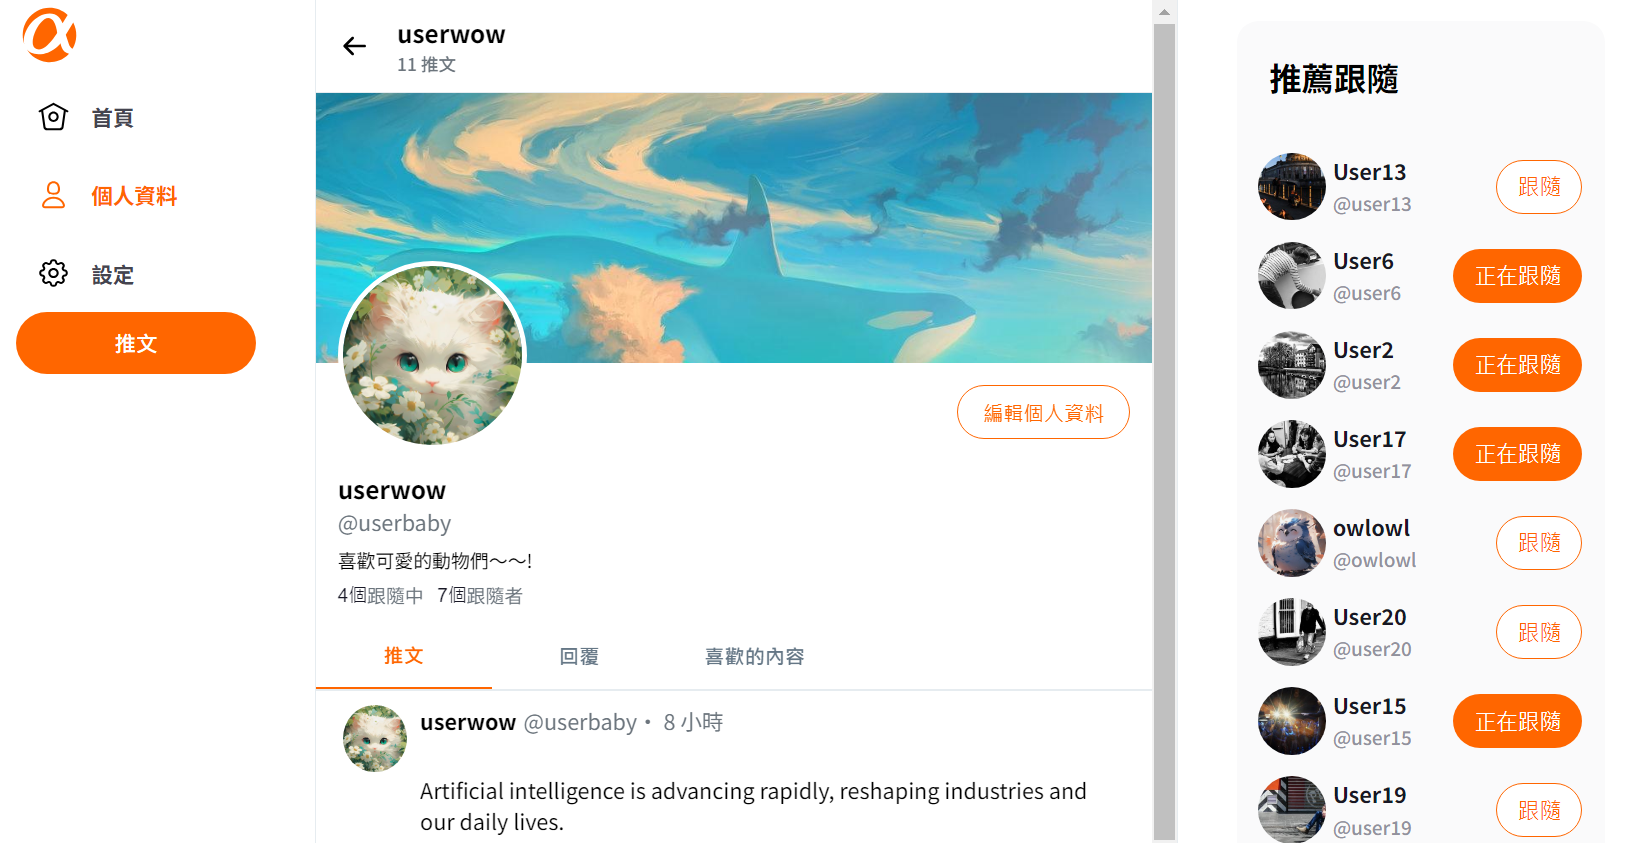 首頁
個人資料
設定
推文
userwow
11 推文
編輯個人資料
userwow
@userbaby
喜歡可愛的動物們～～!
4個跟隨中 7個跟隨者
推文 回覆 喜歡的內容
userwow @userbaby・ 8 小時
Artificial intelligence is advancing rapidly, reshaping industries and
our daily lives.
推薦跟隨
User13
@user13
跟隨
User6
@user6
正在跟隨
User2
@user2
正在跟隨
User17
@user17
正在跟隨
owlowl
@owlowl
跟隨
User20
@user20
跟隨
User15
@user15
正在跟隨
User19
@user19
跟隨